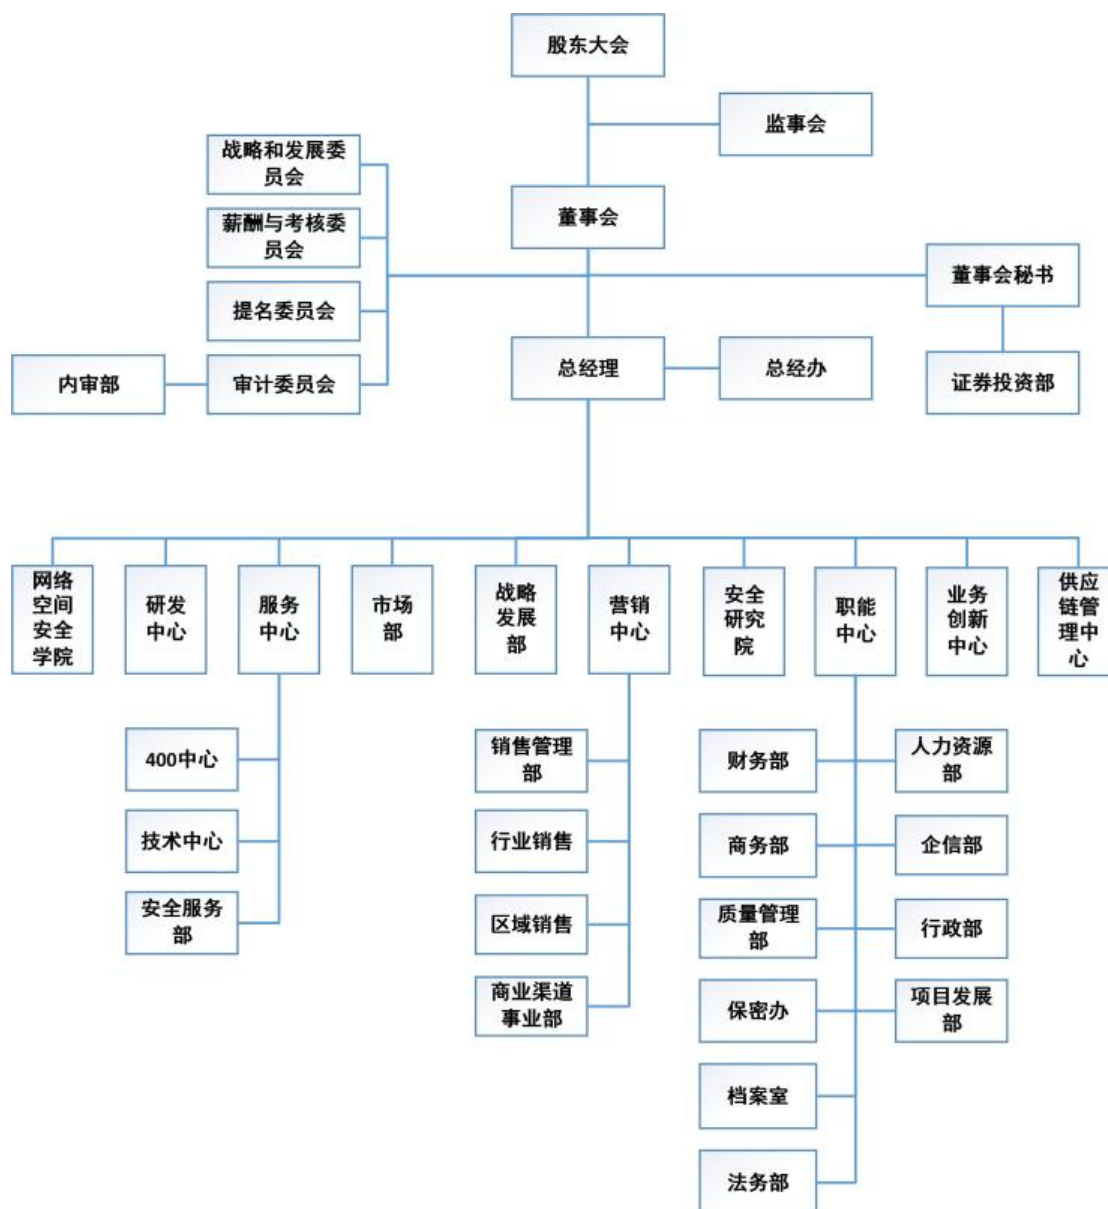 股东大会
监事会
战略和发展委
员会
薪酬与考核委
员会
董事会
提名委员会
董事会秘书
内审部
审计委员会
总经理
总经办
证券投资部
网络
空间
安全
学院
研发
中心
服务
中心
市场
部
战略
发展
部
营销
中心
安全
研究
院
职能
中心
业务
创新
中心
供应
链管
理中
心
400中心
技术中心
安全服务
部
销售管理
部
行业销售
区域销售
商业渠道
事业部
财务部
人力资源
部
商务部
企信部
质量管理
部
行政部
保密办
项目发展
部
档案室
法务部